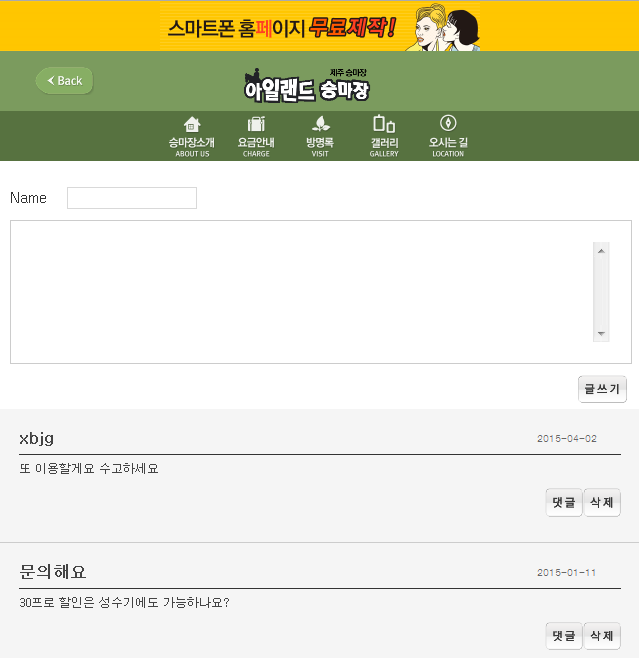 스마트폰 홈페이지 무료제작!
Back
제주 승마장
아일랜드 승마장
승마장소개 요금안내 방명록 갤러리 오시는 길
ABOUT US CHARGE VISIT GALLERY LOCATION
Name
글쓰기
xbjg 2015-04-02
또 이용할게요 수고하세요
댓글 삭제
문의해요 2015-01-11
30프로 할인은 성수기에도 가능하나요?
댓글 삭제